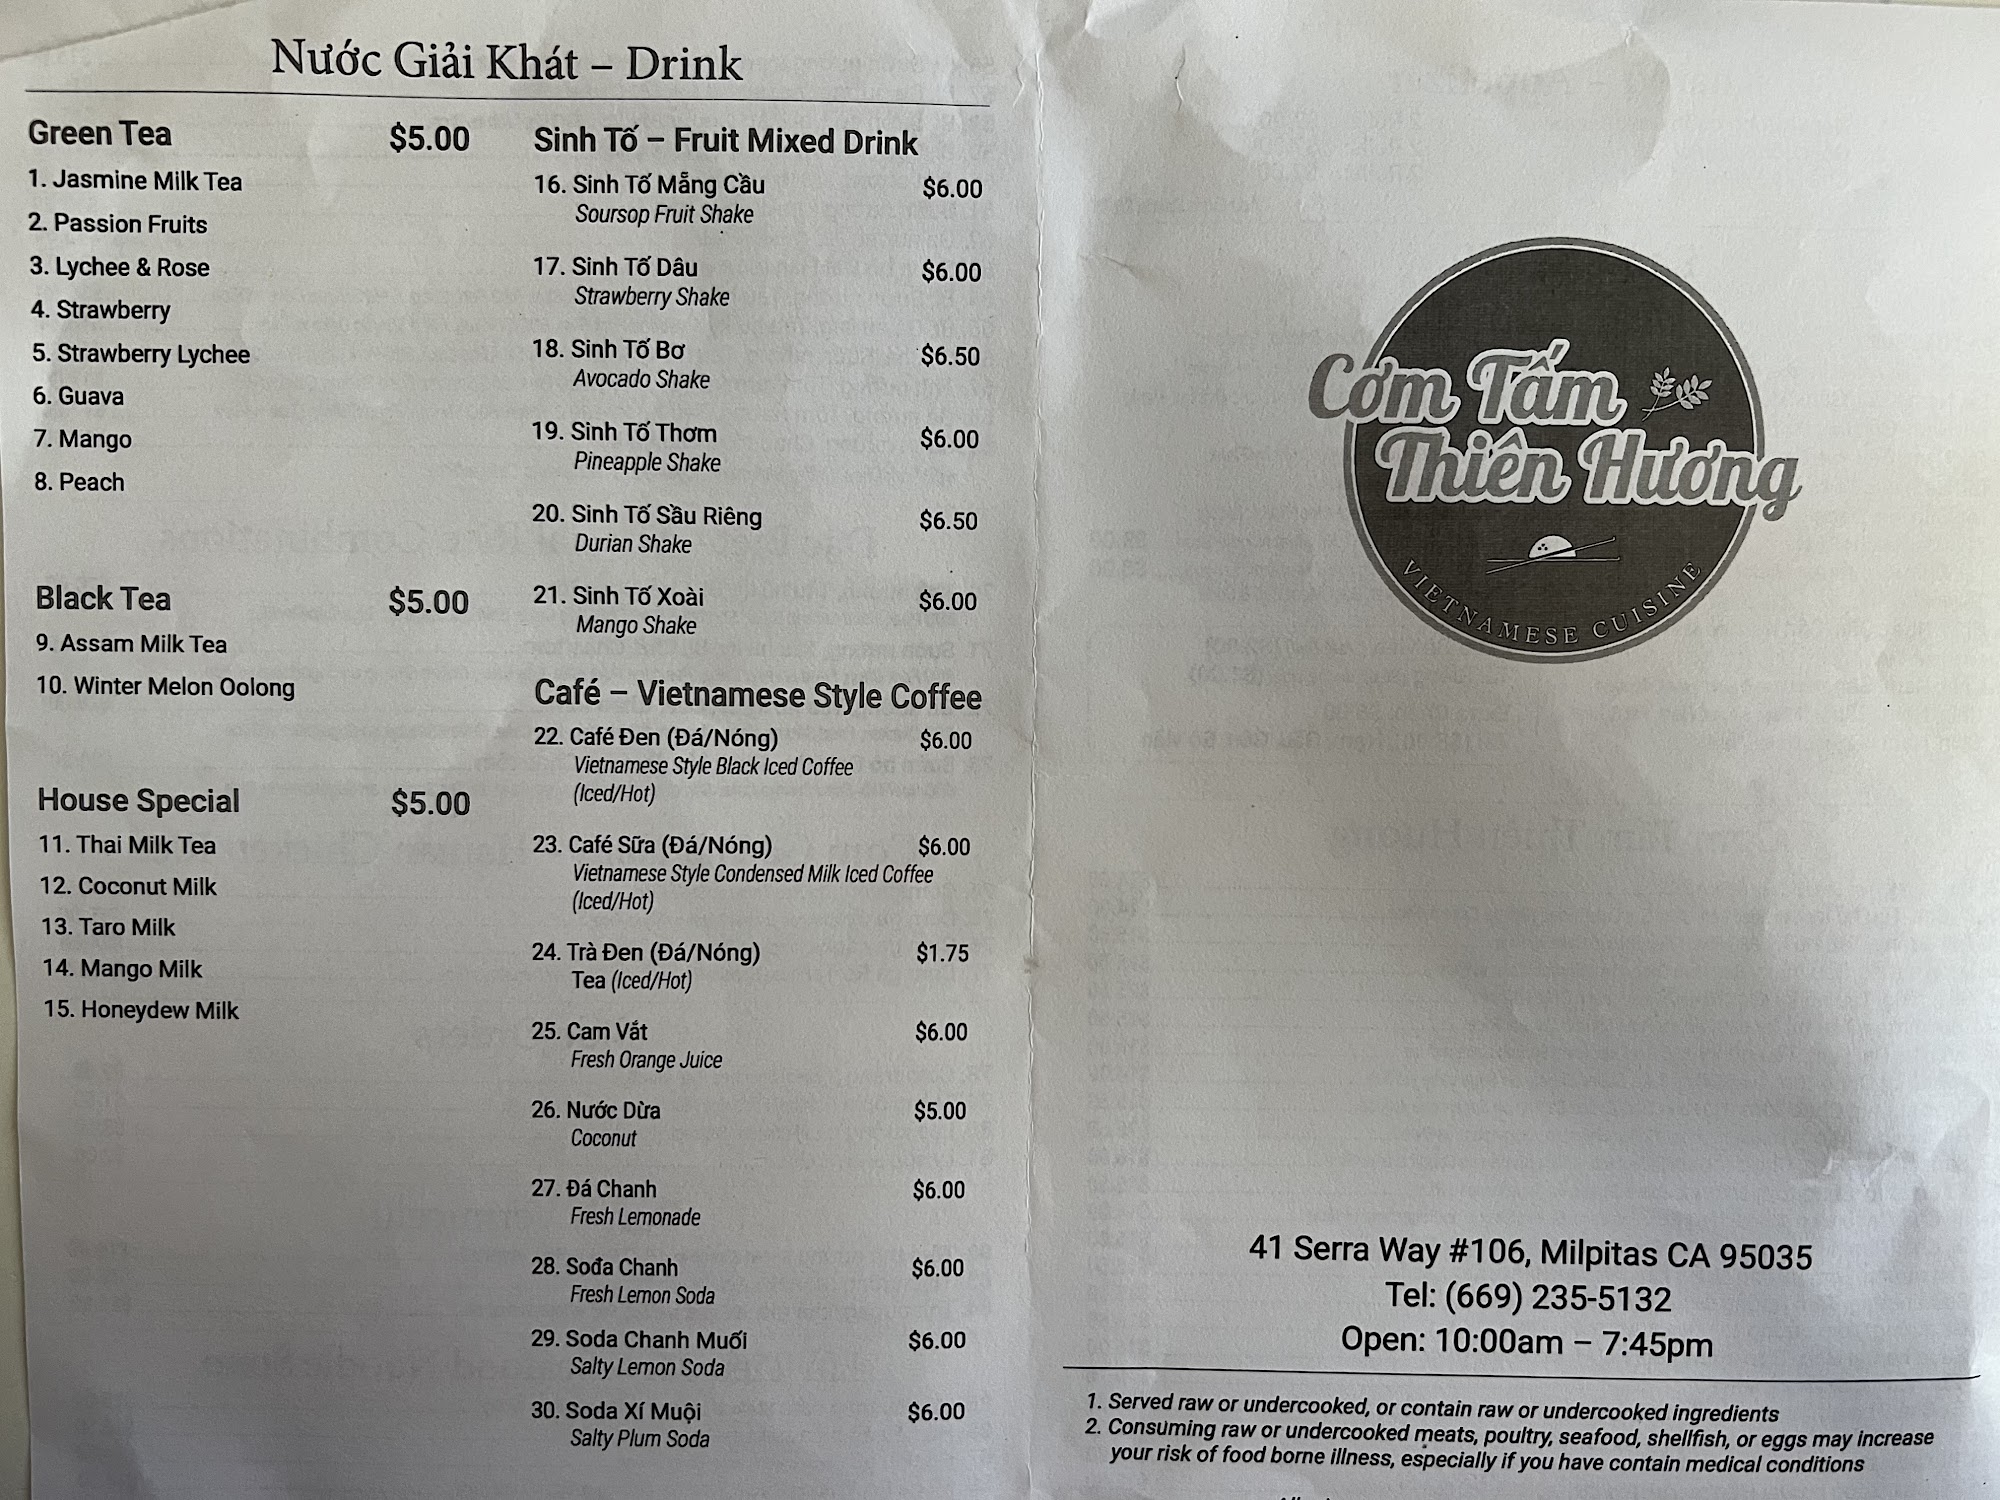 Nước Giải Khát – Drink
Green Tea $5.00
1. Jasmine Milk Tea
2. Passion Fruits
3. Lychee & Rose
4. Strawberry
5. Strawberry Lychee
6. Guava
7. Mango
8. Peach
Black Tea $5.00
9. Assam Milk Tea
10. Winter Melon Oolong
House Special $5.00
11. Thai Milk Tea
12. Coconut Milk
13. Taro Milk
14. Mango Milk
15. Honeydew Milk
Sinh Tố – Fruit Mixed Drink
16. Sinh Tố Mẵng Cầu $6.00
Soursop Fruit Shake
17. Sinh Tố Dâu $6.00
Strawberry Shake
18. Sinh Tố Bơ $6.50
Avocado Shake
19. Sinh Tố Thơm $6.00
Pineapple Shake
20. Sinh Tố Sầu Riêng $6.50
Durian Shake
21. Sinh Tố Xoài $6.00
Mango Shake
Café – Vietnamese Style Coffee
22. Café Đen (Đá/Nóng) $6.00
Vietnamese Style Black Iced Coffee
(Iced/Hot)
23. Café Sữa (Đá/Nóng) $6.00
Vietnamese Style Condensed Milk Iced Coffee
(Iced/Hot)
24. Trà Đen (Đá/Nóng) $1.75
Tea (Iced/Hot)
25. Cam Vắt $6.00
Fresh Orange Juice
26. Nước Dừa $5.00
Coconut
27. Đá Chanh $6.00
Fresh Lemonade
28. Sođa Chanh $6.00
Fresh Lemon Soda
29. Soda Chanh Muối $6.00
Salty Lemon Soda
30. Soda Xí Muội $6.00
Salty Plum Soda
Cơm Tấm
Thiên Hương
VIETNAMESE CUISINE
41 Serra Way #106, Milpitas CA 95035
Tel: (669) 235-5132
Open: 10:00am – 7:45pm
1. Served raw or undercooked, or contain raw or undercooked ingredients
2. Consuming raw or undercooked meats, poultry, seafood, shellfish, or eggs may increase
your risk of food borne illness, especially if you have contain medical conditions